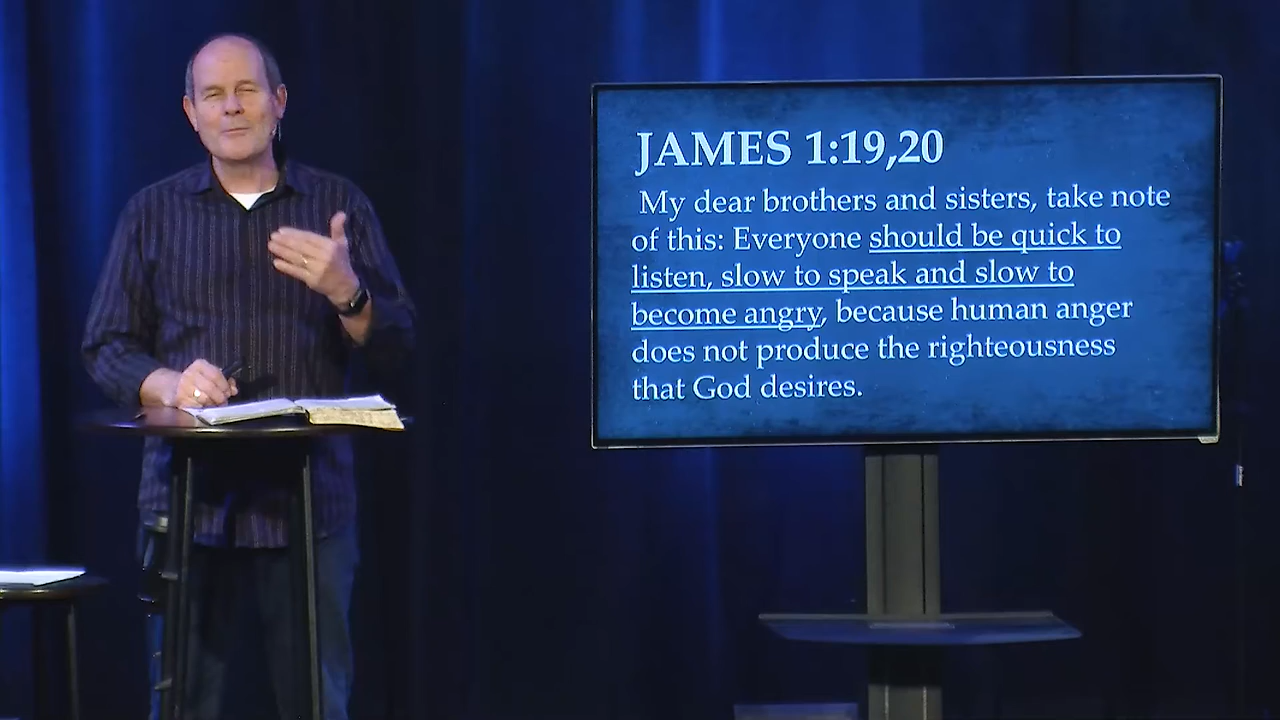 JAMES 1:19,20
My dear brothers and sisters, take note
of this: Everyone should be quick to
listen, slow to speak and slow to
become angry, because human anger
does not produce the righteousness
that God desires.